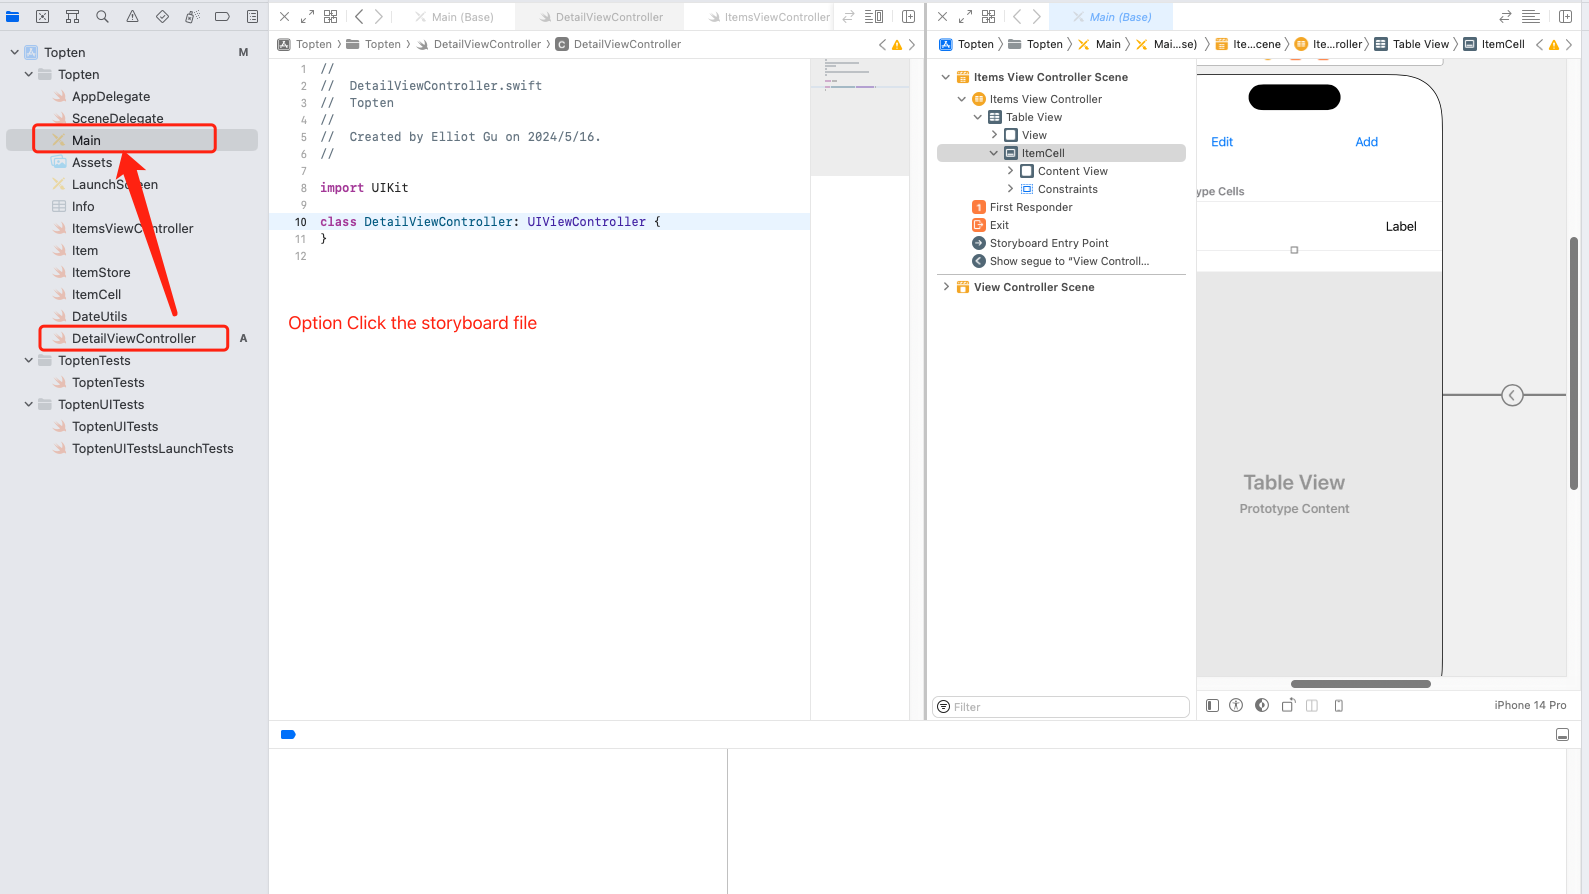 Main (Base)
DetailViewController
ItemsViewController
Main (Base)
Topten
Topten
DetailViewController
DetailViewController
Topten
Topten
Main
Mai...se)
Ite...cene
Ite...roller
Table View
ItemCell
Topten
M
Topten
AppDelegate
SceneDelegate
Main
Assets
LaunchScreen
Info
ItemsViewController
Item
ItemStore
ItemCell
DateUtils
DetailViewController
A
ToptenTests
ToptenTests
ToptenUITests
ToptenUITests
ToptenUITestsLaunchTests
1 //
2 // DetailViewController.swift
3 // Topten
4 //
5 // Created by Elliot Gu on 2024/5/16.
6 //
7
8 import UIKit
9
10 class DetailViewController: UIViewController {
11 }
12
Option Click the storyboard file
Items View Controller Scene
Items View Controller
Table View
View
ItemCell
Content View
Constraints
First Responder
Exit
Storyboard Entry Point
Show segue to “View Controll...
View Controller Scene
Filter
Edit
Add
ype Cells
Label
Table View
Prototype Content
iPhone 14 Pro